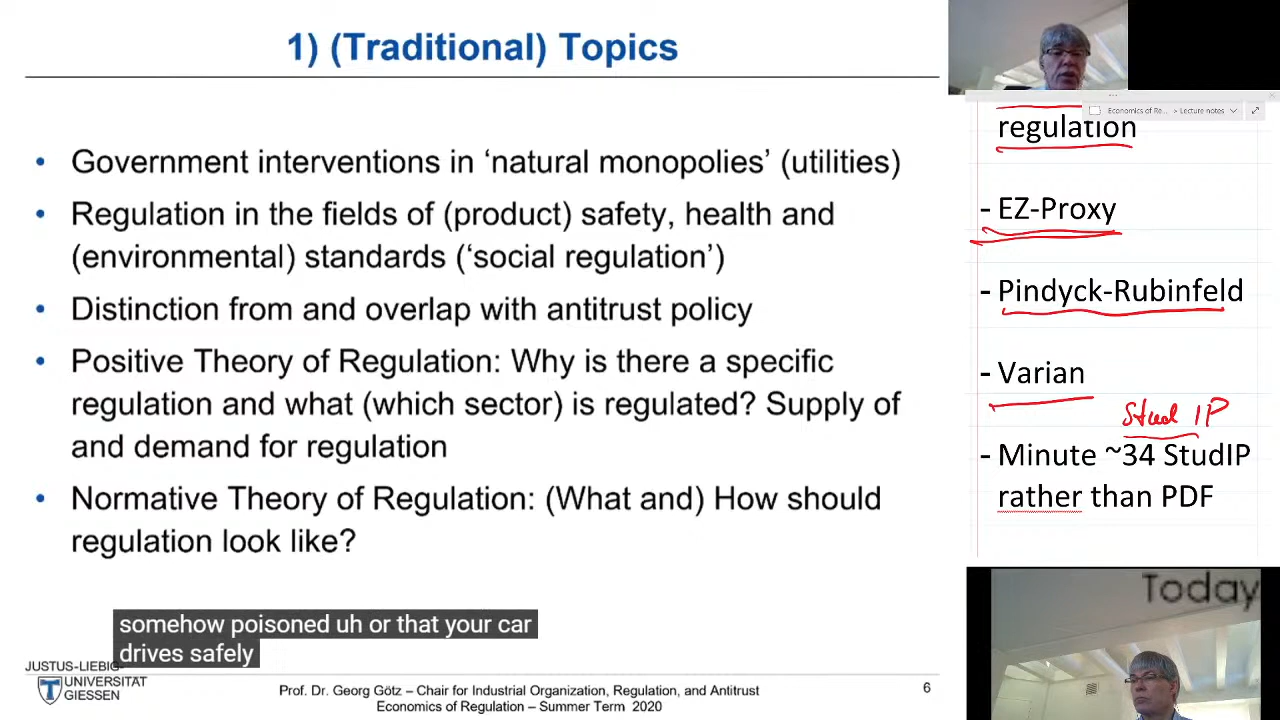 1) (Traditional) Topics
• Government interventions in ‘natural monopolies’ (utilities)
• Regulation in the fields of (product) safety, health and
(environmental) standards (‘social regulation’)
• Distinction from and overlap with antitrust policy
• Positive Theory of Regulation: Why is there a specific
regulation and what (which sector) is regulated? Supply of
and demand for regulation
• Normative Theory of Regulation: (What and) How should
regulation look like?
somehow poisoned uh or that your car
drives safely
JUSTUS-LIEBIG-
UNIVERSITAT
GIESSEN
Prof. Dr. Georg Götz – Chair for Industrial Organization, Regulation, and Antitrust
Economics of Regulation – Summer Term 2020
6
Economics of Re... > Lecture notes
regulation
- EZ-Proxy
- Pindyck-Rubinfeld
- Varian
Stud IP
- Minute ~34 StudIP
rather than PDF
Today